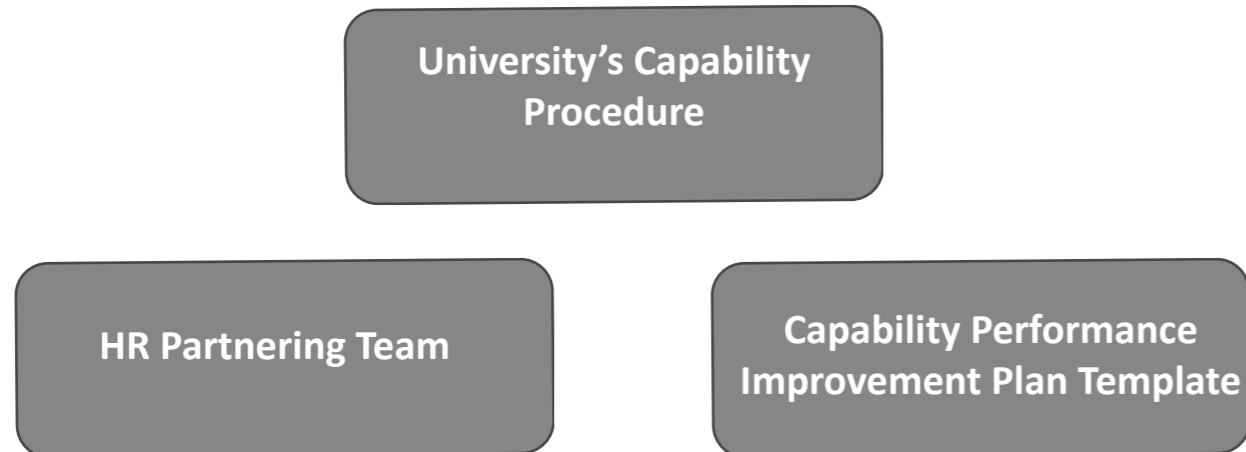 University’s Capability
Procedure
HR Partnering Team
Capability Performance
Improvement Plan Template